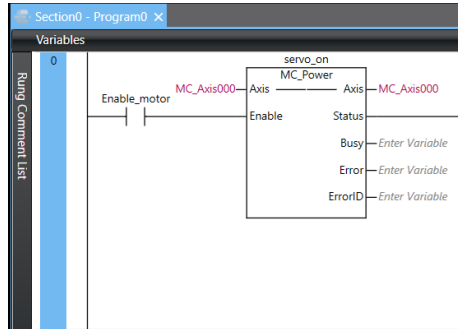 Section0 - Program0 ×
Variables
0
Rung Comment List
servo_on
MC_Power
Enable_motor
MC_Axis000 Axis Axis MC_Axis000
Enable Status
Busy Enter Variable
Error Enter Variable
ErrorID Enter Variable